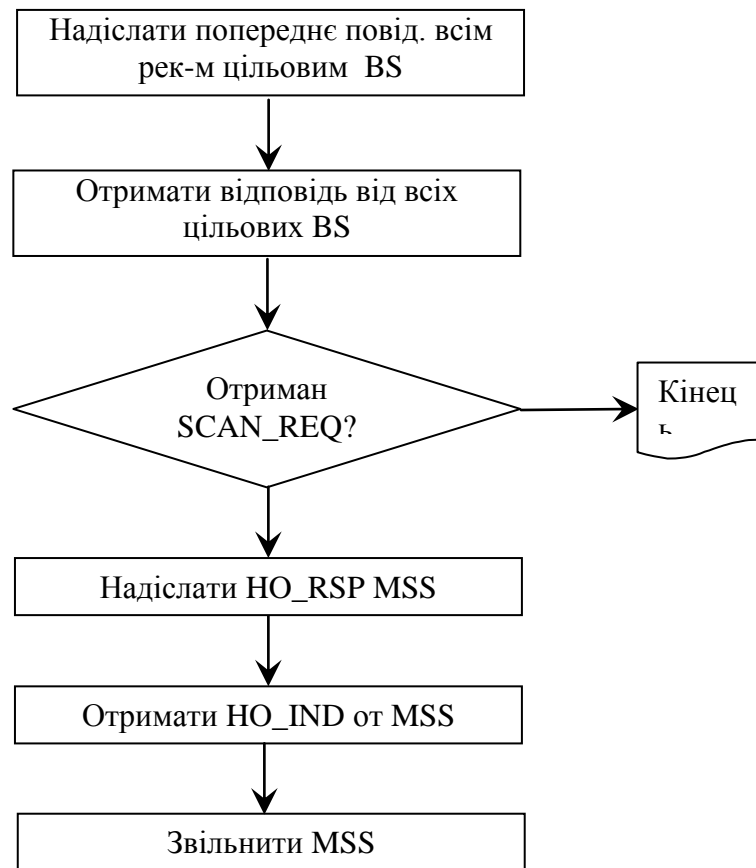 Надіслати попереднє повід. всім
рек-м цільовим BS
Отримати відповідь від всіх
цільових BS
Отриман
SCAN_REQ?
Кінец
ь
Надіслати HO_RSP MSS
Отримати HO_IND от MSS
Звільнити MSS